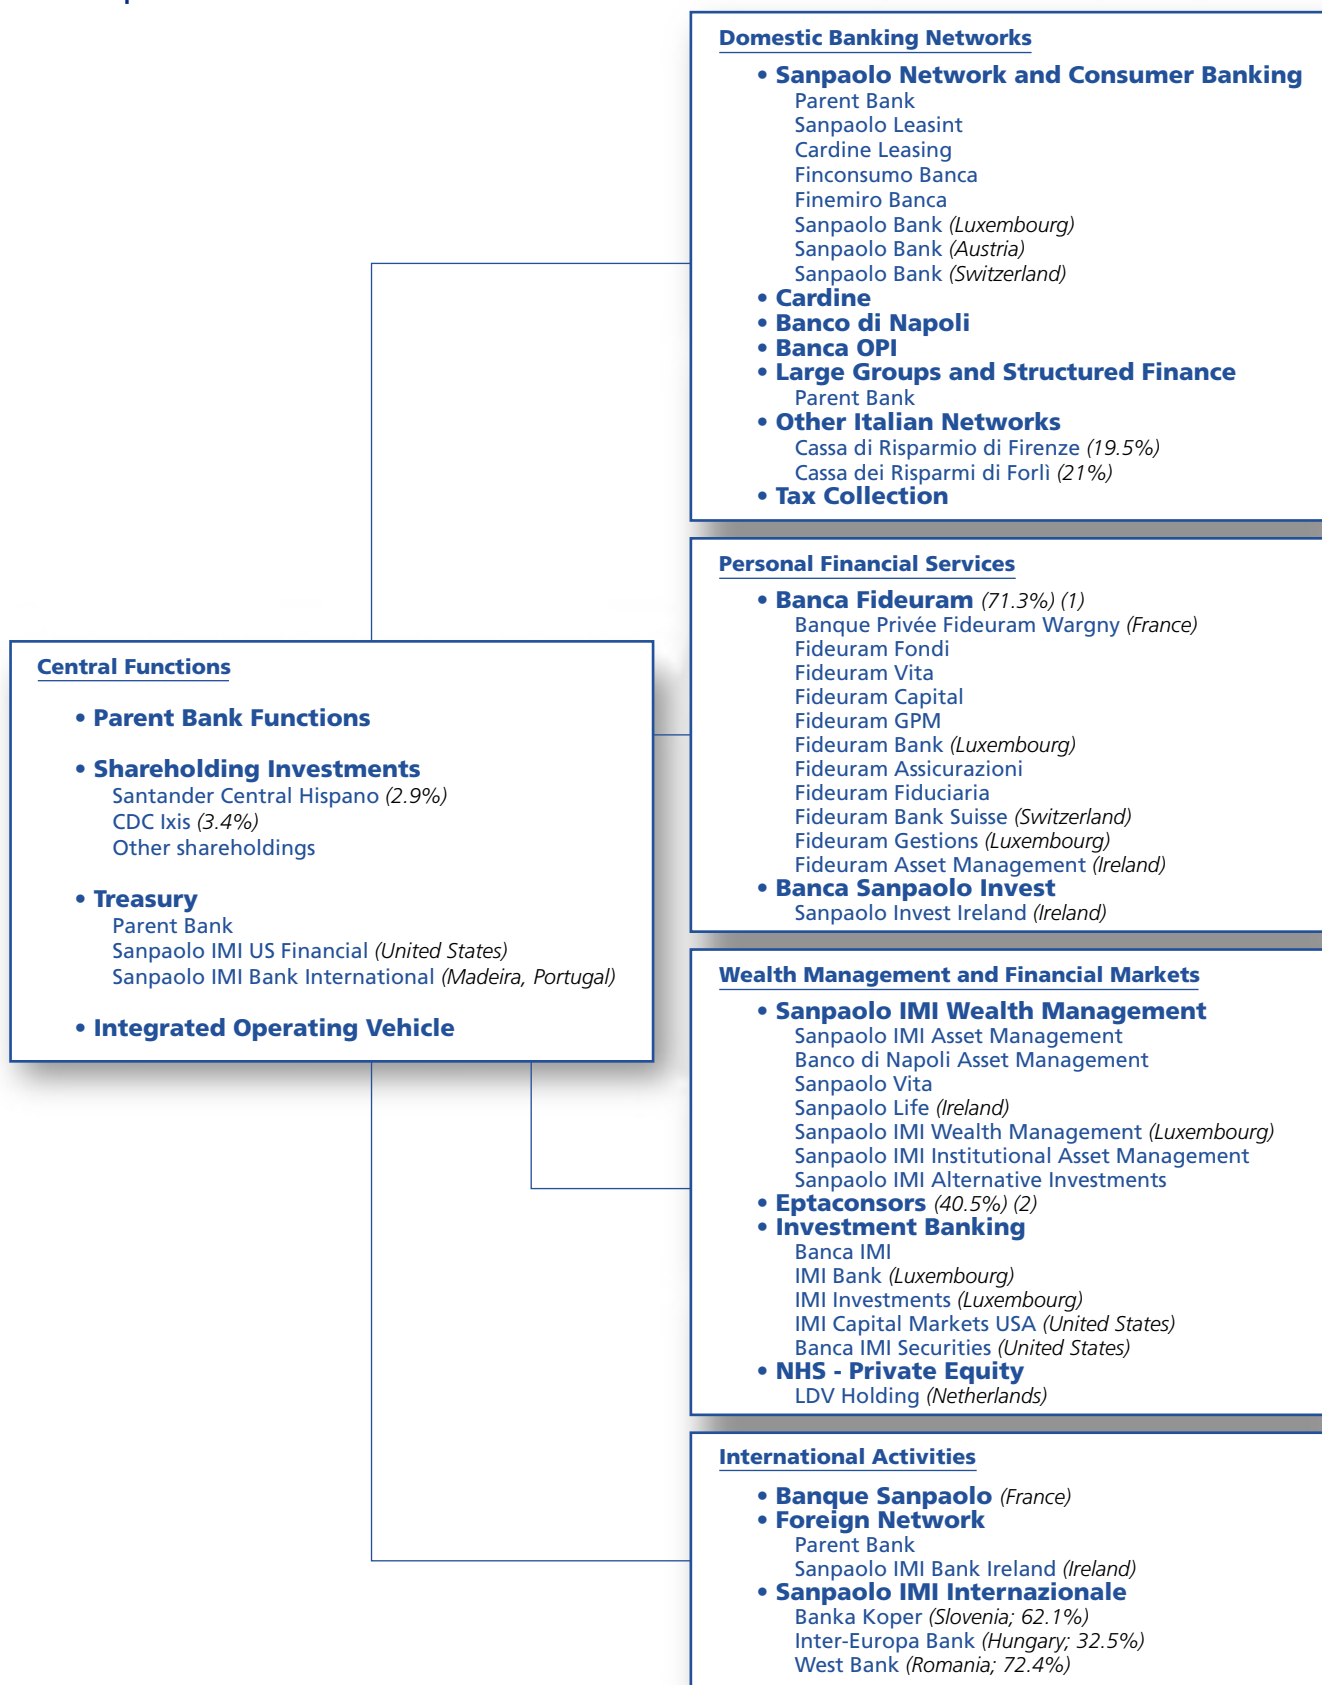 Domestic Banking Networks
• Sanpaolo Network and Consumer Banking
Parent Bank
Sanpaolo Leasint
Cardine Leasing
Finconsumo Banca
Finemiro Banca
Sanpaolo Bank (Luxembourg)
Sanpaolo Bank (Austria)
Sanpaolo Bank (Switzerland)
• Cardine
• Banco di Napoli
• Banca OPI
• Large Groups and Structured Finance
Parent Bank
• Other Italian Networks
Cassa di Risparmio di Firenze (19.5%)
Cassa dei Risparmi di Forlì (21%)
• Tax Collection
Personal Financial Services
• Banca Fideuram (71.3%) (1)
Banque Privée Fideuram Wargny (France)
Fideuram Fondi
Fideuram Vita
Fideuram Capital
Fideuram GPM
Fideuram Bank (Luxembourg)
Fideuram Assicurazioni
Fideuram Fiduciaria
Fideuram Bank Suisse (Switzerland)
Fideuram Gestions (Luxembourg)
Fideuram Asset Management (Ireland)
• Banca Sanpaolo Invest
Sanpaolo Invest Ireland (Ireland)
Central Functions
• Parent Bank Functions
• Shareholding Investments
Santander Central Hispano (2.9%)
CDC Ixis (3.4%)
Other shareholdings
• Treasury
Parent Bank
Sanpaolo IMI US Financial (United States)
Sanpaolo IMI Bank International (Madeira, Portugal)
• Integrated Operating Vehicle
Wealth Management and Financial Markets
• Sanpaolo IMI Wealth Management
Sanpaolo IMI Asset Management
Banco di Napoli Asset Management
Sanpaolo Vita
Sanpaolo Life (Ireland)
Sanpaolo IMI Wealth Management (Luxembourg)
Sanpaolo IMI Institutional Asset Management
Sanpaolo IMI Alternative Investments
• Eptaconsors (40.5%) (2)
• Investment Banking
Banca IMI
IMI Bank (Luxembourg)
IMI Investments (Luxembourg)
IMI Capital Markets USA (United States)
Banca IMI Securities (United States)
• NHS - Private Equity
LDV Holding (Netherlands)
International Activities
• Banque Sanpaolo (France)
• Foreign Network
Parent Bank
Sanpaolo IMI Bank Ireland (Ireland)
• Sanpaolo IMI Internazionale
Banka Koper (Slovenia; 62.1%)
Inter-Europa Bank (Hungary; 32.5%)
West Bank (Romania; 72.4%)